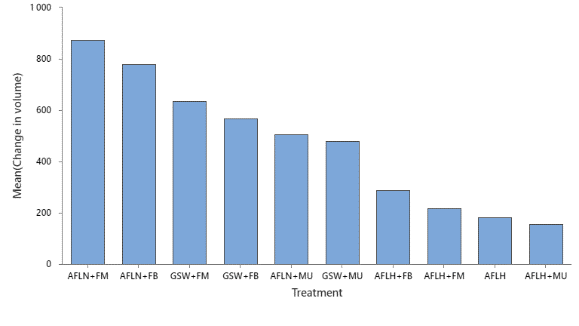 1 000
800
600
400
200
0
Mean(Change in volume)
AFLN+FM AFLN+FB GSW+FM GSW+FB AFLN+MU GSW+MU AFLH+FB AFLH+FM AFLH AFLH+MU
Treatment